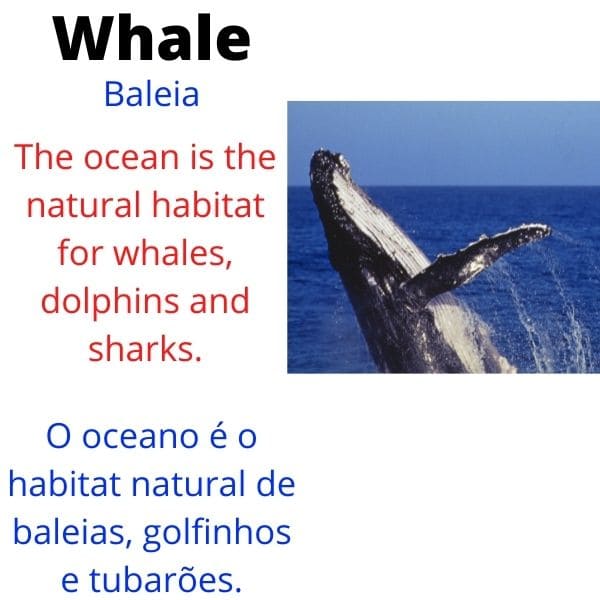 Whale
Baleia
The ocean is the
natural habitat
for whales,
dolphins and
sharks.
O oceano é o
habitat natural de
baleias, golfinhos
e tubarões.